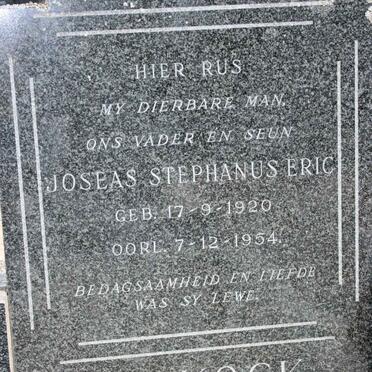 HIER RUS
MY DIERBARE MAN,
ONS VADER EN SEUN
JOSEAS STEPHANUS ERIC
GEB. 17-9-1920
OORL. 7-12-1954.
BEDAGSAAMHEID EN LIEFDE
WAS SY LEWE.